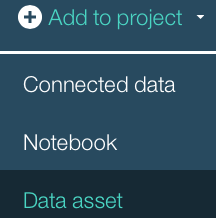 Add to project
Connected data
Notebook
Data asset